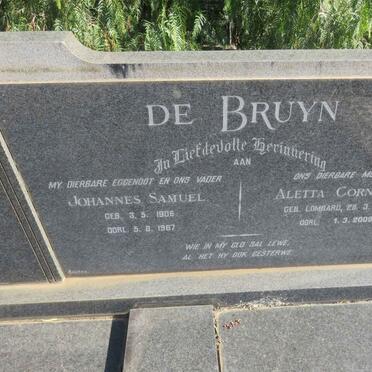 DE BRUYN
In Liefdevolle Herinnering
AAN
MY DIERBARE EGGENOOT EN ONS VADER
JOHANNES SAMUEL
GEB. 3. 5. 1906
OORL. 5. 8. 1967
ONS DIERBARE
ALETTA CORN
GEB. LOMBARD, 25. 3.
OORL. 1. 3. 2009
WIE IN MY GLO SAL LEWE,
AL HET HY OOK GESTERWE